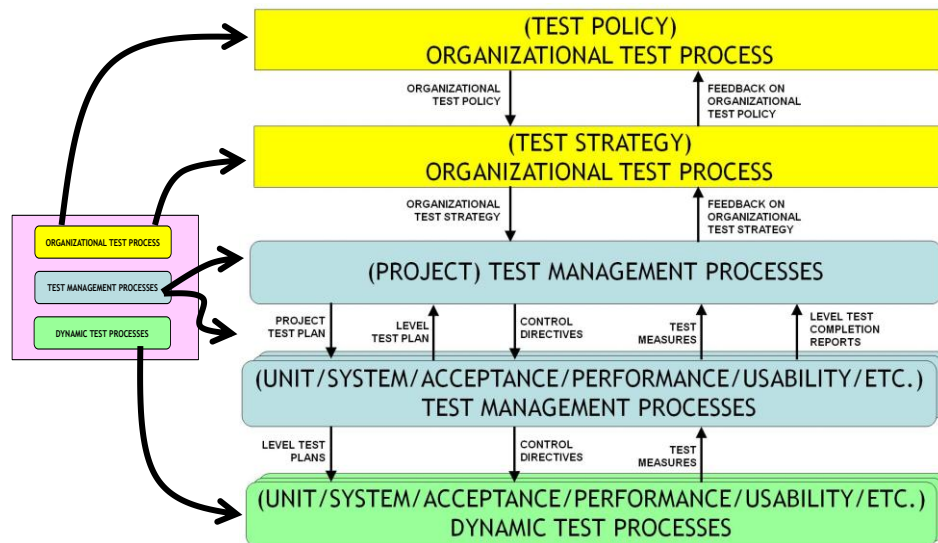 (TEST POLICY)
ORGANIZATIONAL TEST PROCESS
ORGANIZATIONAL
TEST POLICY
FEEDBACK ON
ORGANIZATIONAL
TEST POLICY
(TEST STRATEGY)
ORGANIZATIONAL TEST PROCESS
ORGANIZATIONAL
TEST STRATEGY
FEEDBACK ON
ORGANIZATIONAL
TEST STRATEGY
ORGANIZATIONAL TEST PROCESS
TEST MANAGEMENT PROCESSES
DYNAMIC TEST PROCESSES
(PROJECT) TEST MANAGEMENT PROCESSES
PROJECT
TEST PLAN
LEVEL
TEST PLAN
CONTROL
DIRECTIVES
TEST
MEASURES
LEVEL TEST
COMPLETION
REPORTS
(UNIT/SYSTEM/ACCEPTANCE/PERFORMANCE/USABILITY/ETC.)
TEST MANAGEMENT PROCESSES
LEVEL TEST
PLANS
CONTROL
DIRECTIVES
TEST
MEASURES
(UNIT/SYSTEM/ACCEPTANCE/PERFORMANCE/USABILITY/ETC.)
DYNAMIC TEST PROCESSES